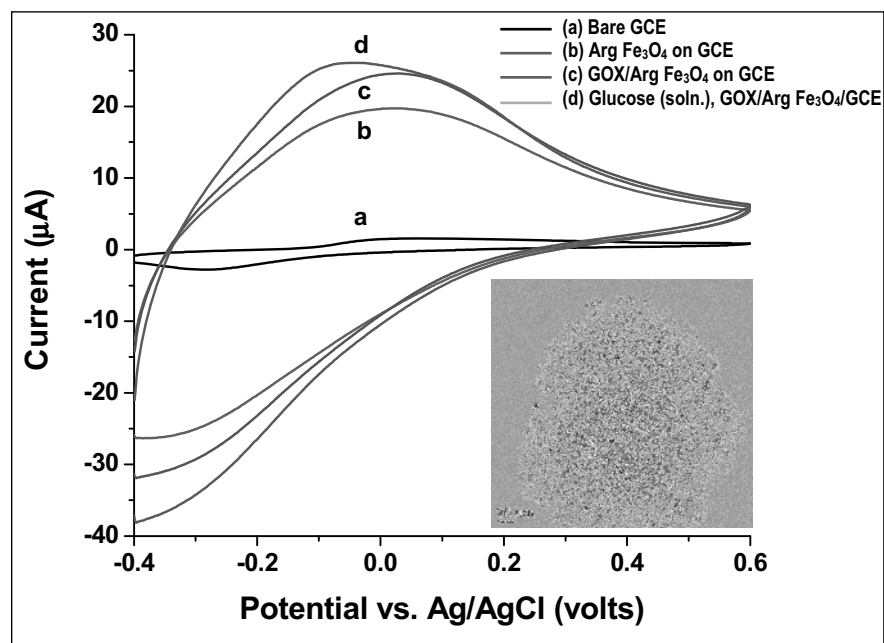 (a) Bare GCE
(b) Arg Fe₃O₄ on GCE
(c) GOX/Arg Fe₃O₄ on GCE
(d) Glucose (soln.), GOX/Arg Fe₃O₄/GCE
30
20
10
0
-10
-20
-30
-40
Current (µA)
d
c
b
a
-0.4 -0.2 0.0 0.2 0.4 0.6
Potential vs. Ag/AgCl (volts)